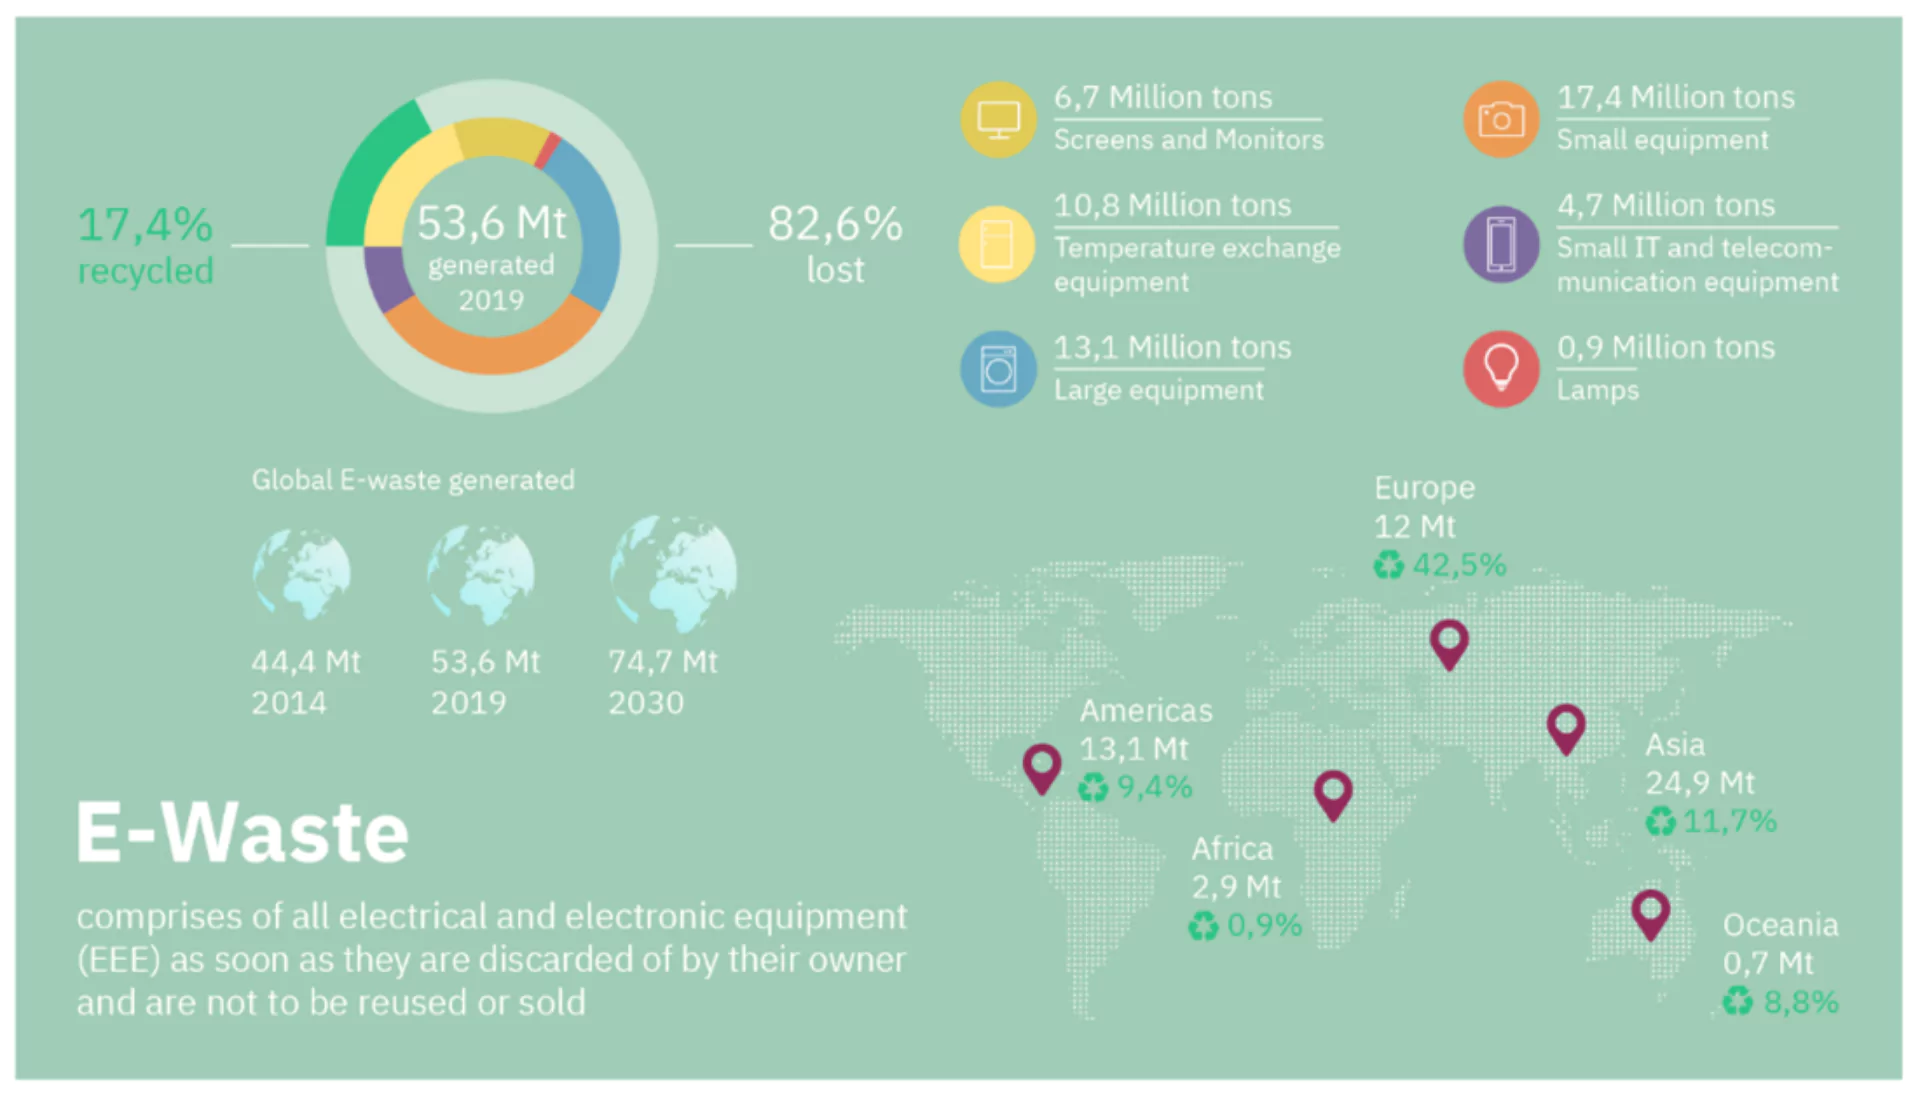 17,4%
recycled
53,6 Mt
generated
2019
82,6%
lost
6,7 Million tons
Screens and Monitors
10,8 Million tons
Temperature exchange
equipment
13,1 Million tons
Large equipment
17,4 Million tons
Small equipment
4,7 Million tons
Small IT and telecom-
munication equipment
0,9 Million tons
Lamps
Global E-waste generated
44,4 Mt
2014
53,6 Mt
2019
74,7 Mt
2030
E-Waste
comprises of all electrical and electronic equipment
(EEE) as soon as they are discarded of by their owner
and are not to be reused or sold
Europe
12 Mt
42,5%
Americas
13,1 Mt
9,4%
Africa
2,9 Mt
0,9%
Asia
24,9 Mt
11,7%
Oceania
0,7 Mt
8,8%